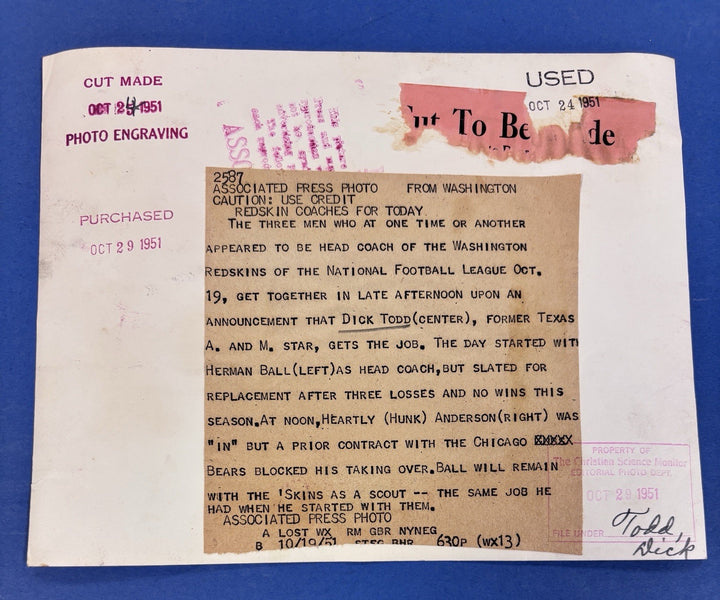 CUT MADE
OCT 24 1951
PHOTO ENGRAVING
USED
OCT 24 1951
To Be
PURCHASED
OCT 29 1951
2587
ASSOCIATED PRESS PHOTO FROM WASHINGTON
CAUTION: USE CREDIT
REDSKIN COACHES FOR TODAY
THE THREE MEN WHO AT ONE TIME OR ANOTHER
APPEARED TO BE HEAD COACH OF THE WASHINGTON
REDSKINS OF THE NATIONAL FOOTBALL LEAGUE OCT.
19, GET TOGETHER IN LATE AFTERNOON UPON AN
ANNOUNCEMENT THAT DICK TODD(CENTER), FORMER TEXAS
A. AND M. STAR, GETS THE JOB. THE DAY STARTED WITH
HERMAN BALL(LEFT)AS HEAD COACH,BUT SLATED FOR
REPLACEMENT AFTER THREE LOSSES AND NO WINS THIS
SEASON.AT NOON,HEARTLY (HUNK) ANDERSON(RIGHT) WAS
"IN" BUT A PRIOR CONTRACT WITH THE CHICAGO XXXXX
BEARS BLOCKED HIS TAKING OVER.BALL WILL REMAIN
WITH THE 'SKINS AS A SCOUT -- THE SAME JOB HE
HAD WHEN HE STARTED WITH THEM.
ASSOCIATED PRESS PHOTO
A LOST WX RM GBR NYNEG
B 10/19/51 STFG BHR 630P (WX13)
PROPERTY OF
The Christian Science Monitor
EDITORIAL PHOTO DEPT.
OCT 29 1951
FILE UNDER Todd,
Dick